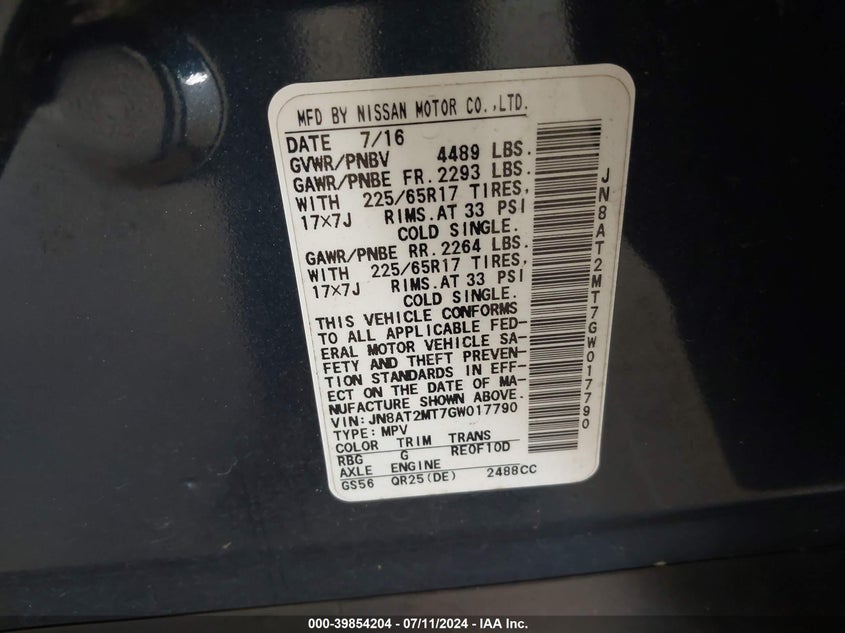 MFD BY NISSAN MOTOR CO.,LTD.
DATE 7/16
GVWR/PNBV 4489 LBS.
GAWR/PNBE FR. 2293 LBS.
WITH 225/65R17 TIRES,
17×7J RIMS.AT 33 PSI
COLD SINGLE.
GAWR/PNBE RR. 2264 LBS.
WITH 225/65R17 TIRES,
17×7J RIMS.AT 33 PSI
COLD SINGLE.
THIS VEHICLE CONFORMS
TO ALL APPLICABLE FED-
ERAL MOTOR VEHICLE SA-
FETY AND THEFT PREVEN-
TION STANDARDS IN EFF-
ECT ON THE DATE OF MA-
NUFACTURE SHOWN ABOVE.
VIN: JN8AT2MT7GW017790
TYPE: MPV
COLOR TRIM TRANS
RBG G RE0F10D
AXLE ENGINE
GS56 QR25(DE) 2488CC
JN8AT2MT7GW017790
000-39854204 - 07/11/2024 - IAA Inc.